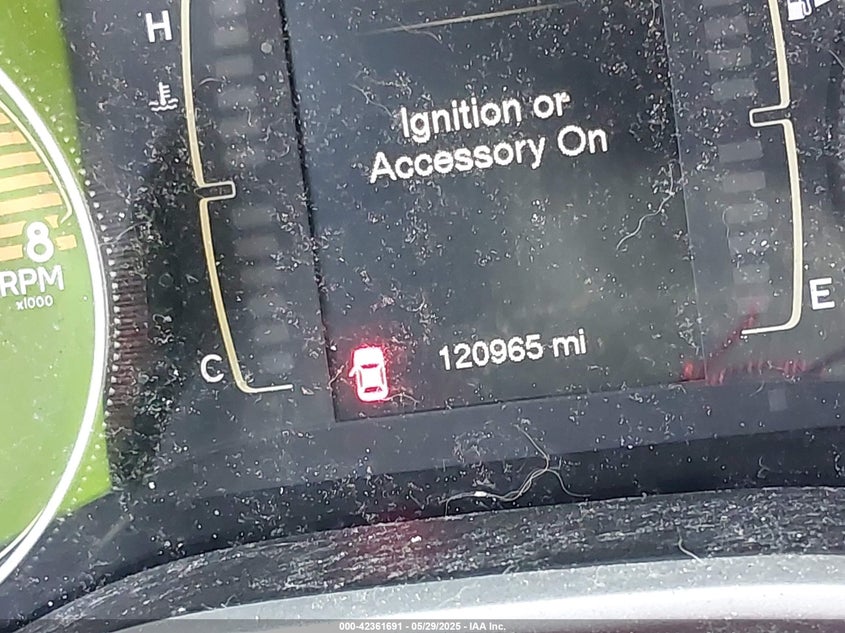 H
Ignition or
Accessory On
8
RPM
x1000
E
120965 mi
C
000-42361691 - 05/29/2025 - IAA Inc.